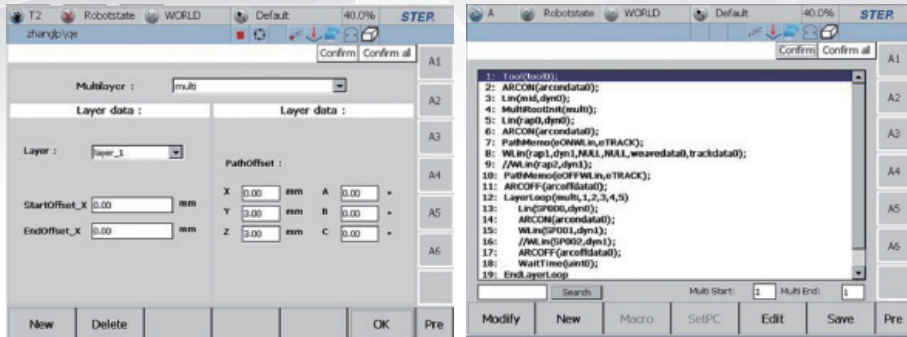 T2 Robotstate WORLD Default 40.0% STEP.
zhanglp\qe
Confirm Confirm all
A1
Multilayer : multi
Layer data : Layer data :
A2
A3
Layer : layer_1
PathOffset :
A4
X 0.00 mm A 0.00 °
StartOffset_X 0.00 mm Y 3.00 mm B 0.00 ° A5
EndOffset_X 0.00 mm Z 3.00 mm C 0.00 °
A6
New Delete OK Pre
A Robotstate WORLD Default 40.0% STEP.
Confirm Confirm all
A1
A2
A3
A4
A5
A6
1: Tool(tool0);
2: ARCON(arcondata0);
3: Lin(mid,dyn0);
4: MultiRootInit(multi);
5: Lin(rap0,dyn0);
6: ARCON(arcondata0);
7: PathMemo(eONWLin,eTRACK);
8: WLin(rap1,dyn1,NULL,NULL,weavedata0,trackdata0);
9: //WLin(rap2,dyn1);
10: PathMemo(eOFFWLin,eTRACK);
11: ARCOFF(arcoffdata0);
12: LayerLoop(multi,1,2,3,4,5)
13: Lin(SP000,dyn0);
14: ARCON(arcondata0);
15: WLin(SP001,dyn1);
16: //WLin(SP002,dyn1);
17: ARCOFF(arcoffdata0);
18: WaitTime(uint0);
19: EndLayerLoop
Search Multi Start: 1 Multi End: 1
Modify New Macro SetPC Edit Save Pre